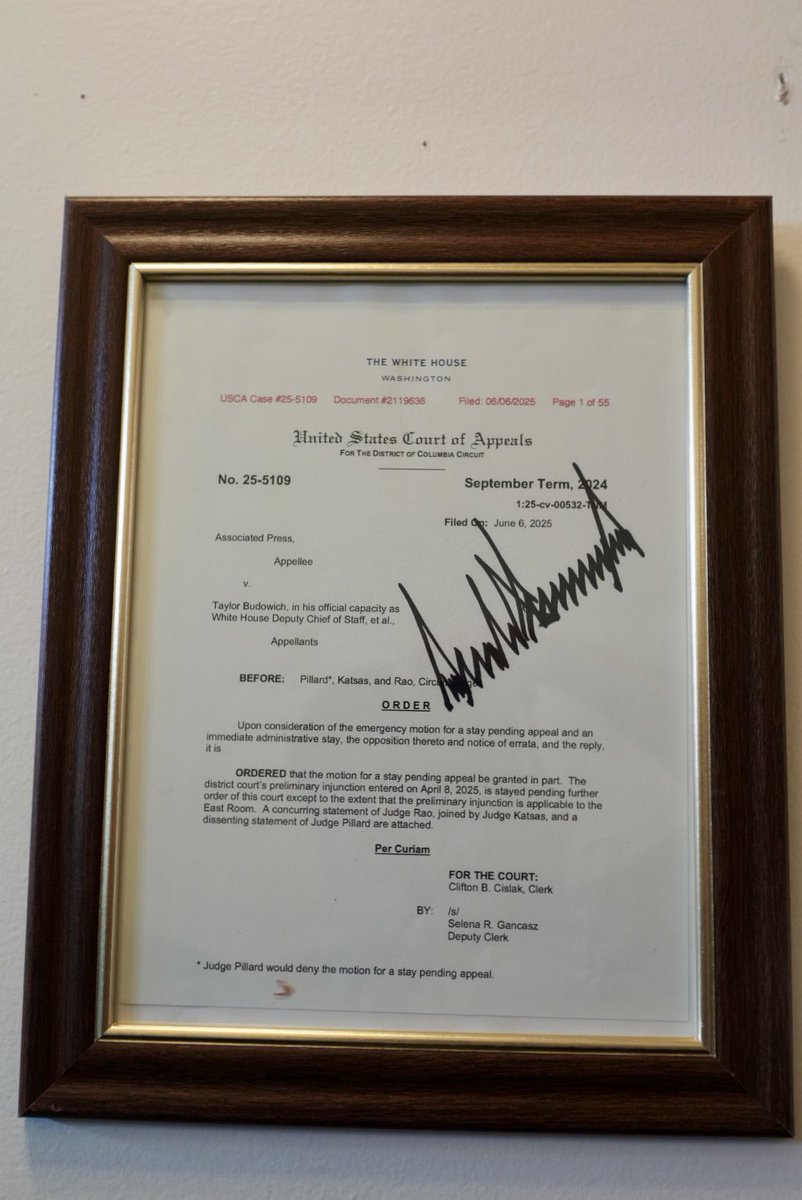 THE WHITE HOUSE
WASHINGTON
USCA Case #25-5109 Document #2119636 Filed: 06/06/2025 Page 1 of 55
United States Court of Appeals
FOR THE DISTRICT OF COLUMBIA CIRCUIT
No. 25-5109 September Term, 2024
1:25-cv-00532-
Filed On: June 6, 2025
Associated Press,
Appellee
v.
Taylor Budowich, in his official capacity as
White House Deputy Chief of Staff, et al.,
Appellants
BEFORE: Pillard*, Katsas, and Rao,
ORDER
Upon consideration of the emergency motion for a stay pending appeal and an
immediate administrative stay, the opposition thereto and notice of errata, and the reply,
it is
ORDERED that the motion for a stay pending appeal be granted in part. The
district court's preliminary injunction entered on April 8, 2025, is stayed pending further
order of this court except to the extent that the preliminary injunction is applicable to the
East Room. A concurring statement of Judge Rao, joined by Judge Katsas, and a
dissenting statement of Judge Pillard are attached.
Per Curiam
FOR THE COURT:
Clifton B. Cislak, Clerk
BY: /s/
Selena R. Gancasz
Deputy Clerk
* Judge Pillard would deny the motion for a stay pending appeal.